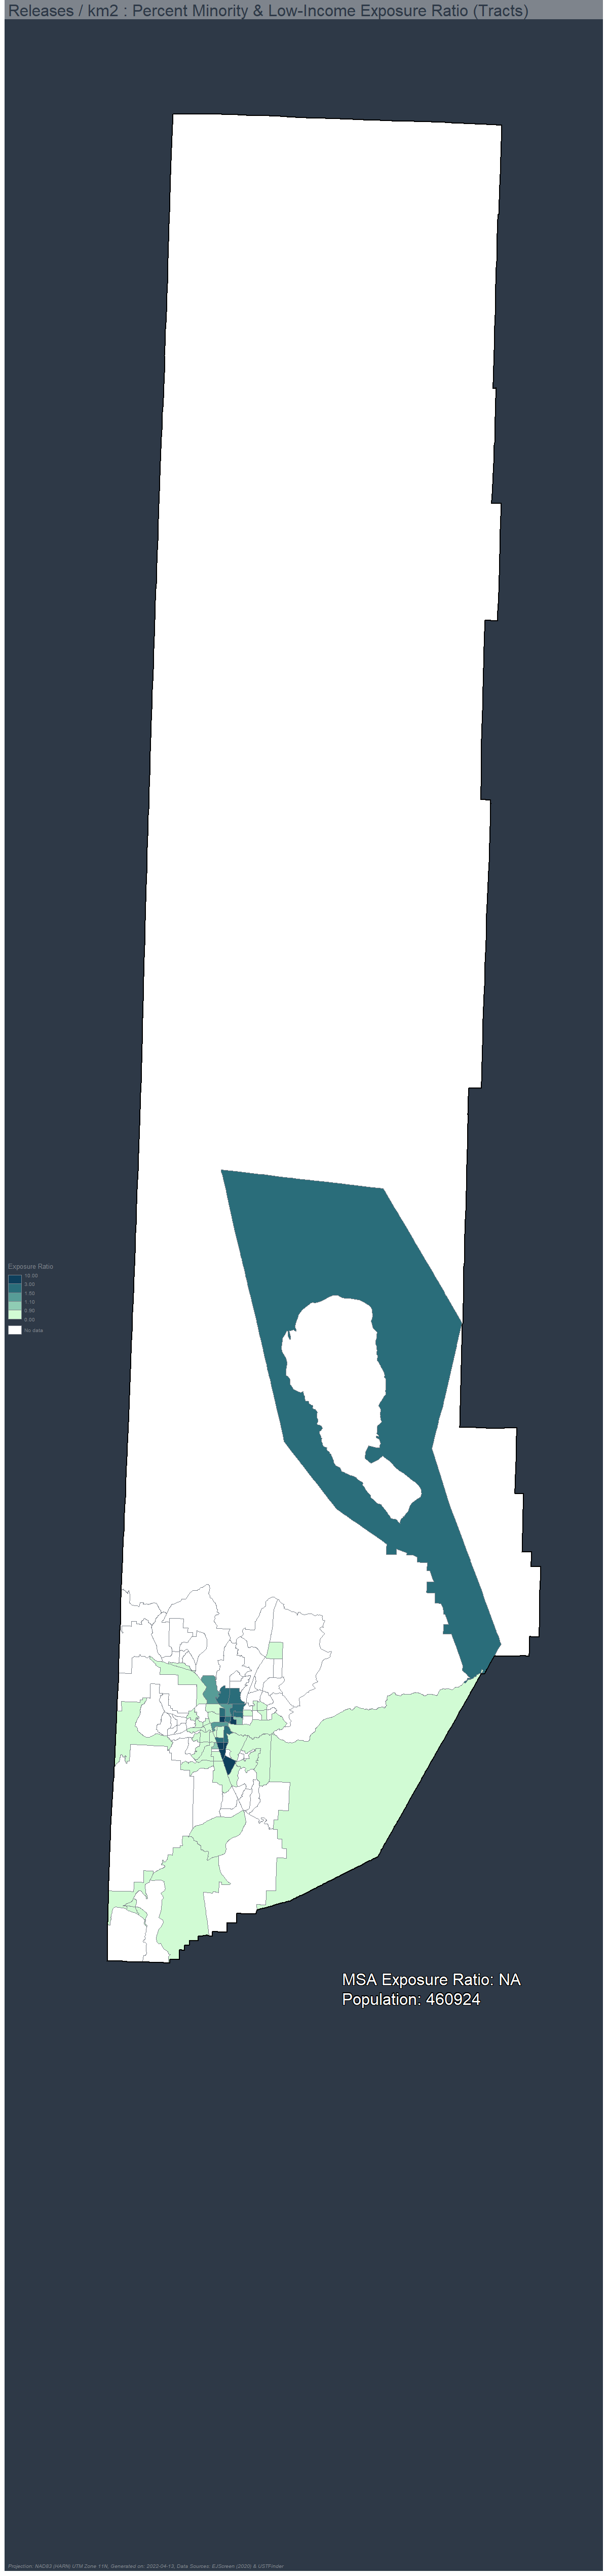 Releases / km2 : Percent Minority & Low-Income Exposure Ratio (Tracts)
Exposure Ratio
10.00
2.00
1.50
1.10
0.90
0.00
No data
MSA Exposure Ratio: NA
Population: 460924
Projection: NAD83 (HARN) UTM Zone 11N, Generated on: 2022-04-13, Data Sources: EJScreen (2020) & USTFinder